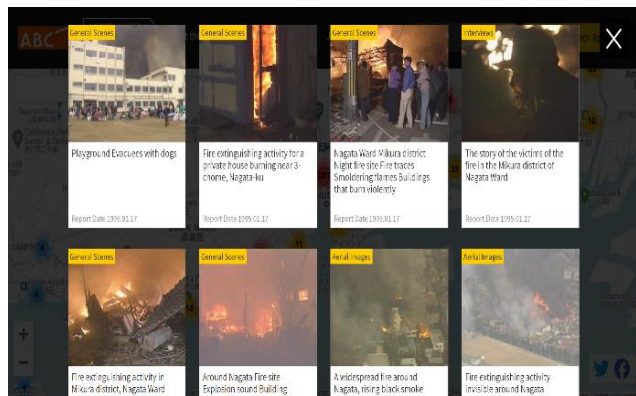 ABC
X
General Scenes
General Scenes
General Scenes
Interviews
Playground Evacuees with dogs
Fire extinguishing activity for a
private house burning near 3-
chome, Nagata-ku
Nagata Ward Mikura district
Night fire site Fire traces
Smoldering flames Buildings
that burn violently
The story of the victims of the
fire in the Mikura district of
Nagata Ward
Report Date 1995.01.17
Report Date 1995.01.17
Report Date 1995.01.17
Report Date 1995.01.17
General Scenes
General Scenes
Aerial Images
Aerial Images
Fire extinguishing activity in
Mikura district, Nagata Ward
Around Nagata Fire site
Explosion sound Building
A widespread fire around
Nagata, rising black smoke
Fire extinguishing activity
invisible around Nagata
11
14
+
−